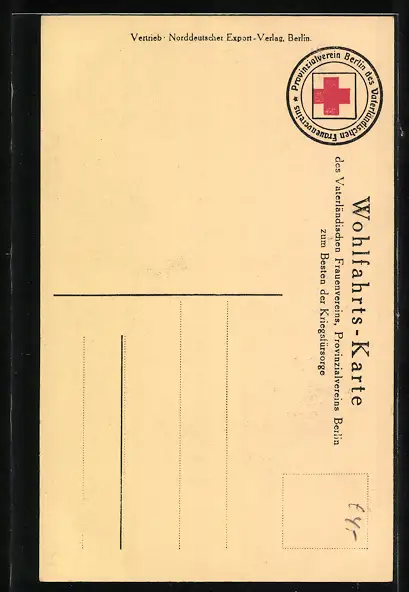 Vertrieb: Norddeutscher Export-Verlag, Berlin.
★ Provinzialverein Berlin des Vaterländischen Frauenvereins
Wohlfahrts-Karte
des Vaterländischen Frauenvereins, Provinzialvereins Berlin
zum Besten der Kriegsfürsorge